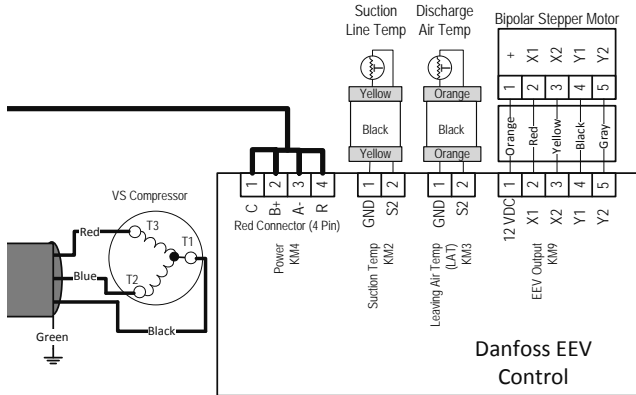 Suction
Line Temp
Discharge
Air Temp
Bipolar Stepper Motor
+
X1
X2
Y1
Y2
1
2
3
4
5
Yellow
Black
Yellow
Orange
Black
Orange
Orange
Red
Yellow
Black
Gray
1
2
3
4
C
B+
A-
R
Red Connector (4 Pin)
Power
KM4
1
2
GND
S2
Suction Temp
KM2
1
2
GND
S2
Leaving Air Temp
(LAT)
KM3
1
2
3
4
5
12 VDC
X1
X2
Y1
Y2
EEV Output
KM9
VS Compressor
Red
T3
T1
Blue
T2
Black
Green
Danfoss EEV
Control